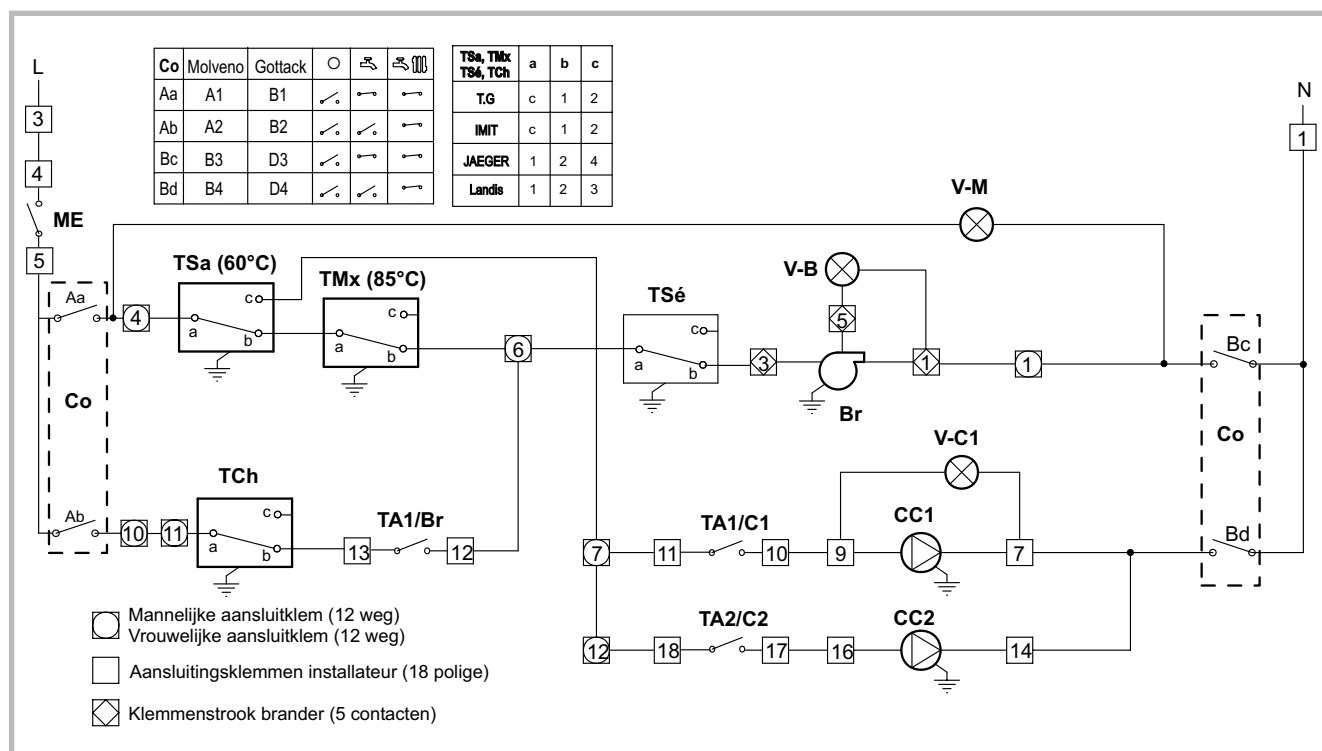 L
N
3
4
ME
5
1
Co Molveno Gottack
Aa A1 B1
Ab A2 B2
Bc B3 D3
Bd B4 D4
TSa, TMx a b c
TSé, TCh
T.G c 1 2
IMIT c 1 2
JAEGER 1 2 4
Landis 1 2 3
V-M
TSa (60°C)
TMx (85°C)
V-B
TSé
Aa
4
a
b
c
a
b
c
6
a
b
c
3
5
1
1
Br
Bc
Co
Co
V-C1
TCh
TA1/Br
TA1/C1
CC1
Ab
10
11
a
b
c
13
12
7
11
10
9
7
Bd
TA2/C2
CC2
12
18
17
16
14
Mannelijke aansluitklem (12 weg)
Vrouwelijke aansluitklem (12 weg)
Aansluitingsklemmen installateur (18 polige)
Klemmenstrook brander (5 contacten)